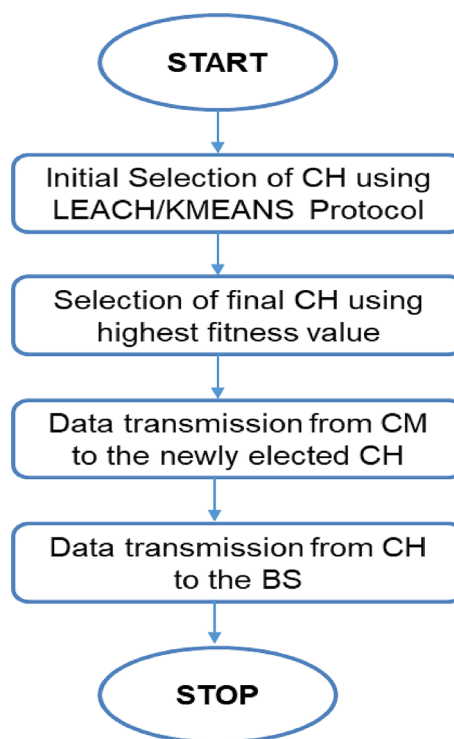 START
Initial Selection of CH using
LEACH/KMEANS Protocol
Selection of final CH using
highest fitness value
Data transmission from CM
to the newly elected CH
Data transmission from CH
to the BS
STOP